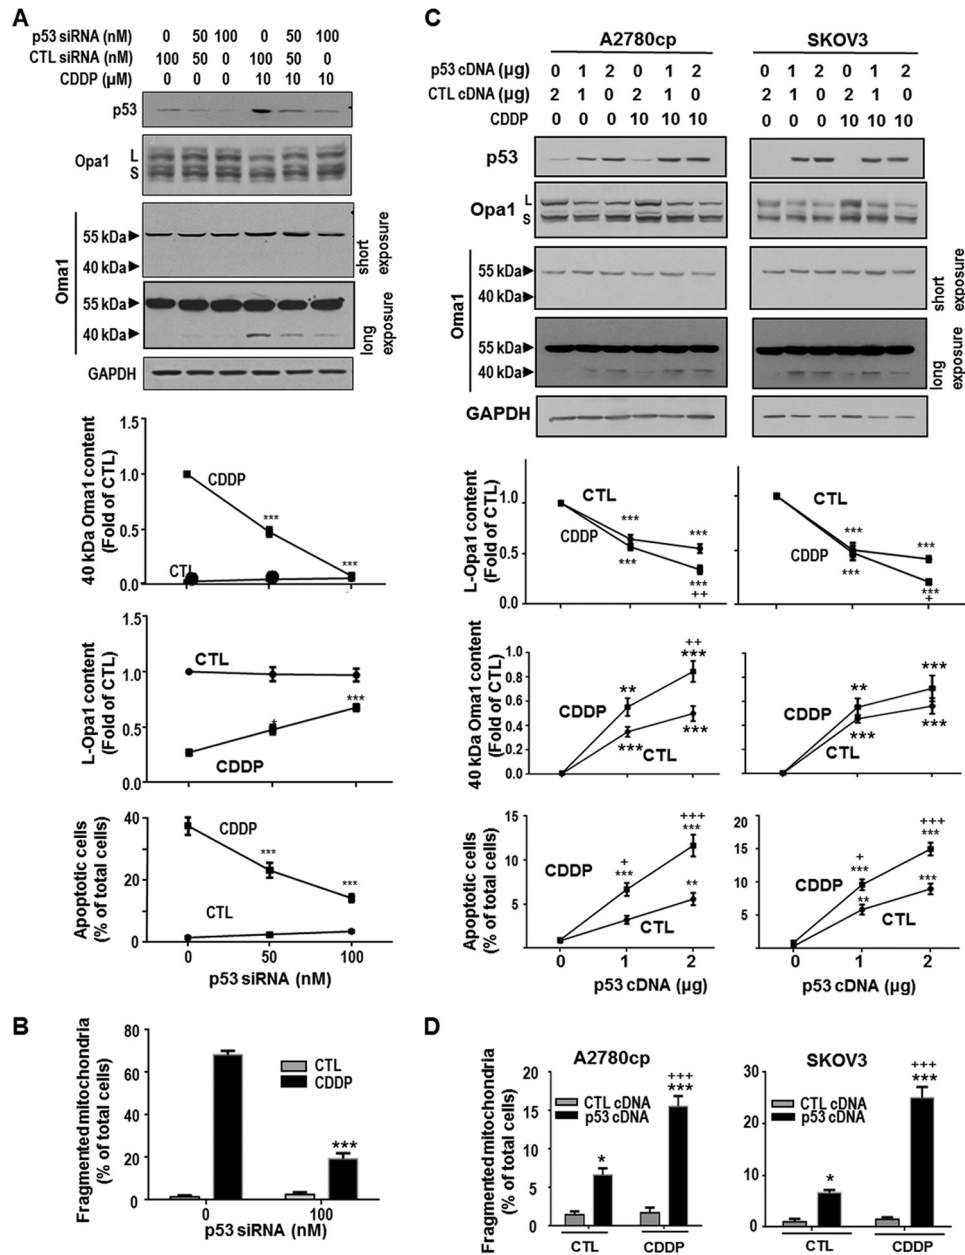 A
p53 siRNA (nM) 0 50 100 0 50 100
CTL siRNA (nM) 100 50 0 100 50 0
CDDP (µM) 0 0 0 10 10 10
p53
Opa1
L
S
Oma1
55 kDa
40 kDa
short
exposure
55 kDa
40 kDa
long
exposure
GAPDH
40 kDa Oma1 content
(Fold of CTL)
1.5
1.0
0.5
0.0
CDDP
***
***
CTL
L-Opa1 content
(Fold of CTL)
1.5
1.0
0.5
0.0
CTL
***
CDDP
Apoptotic cells
(% of total cells)
40
20
0
CDDP
***
***
CTL
0 50 100
p53 siRNA (nM)
B
Fragmented mitochondria
(% of total cells)
80
60
40
20
0
CTL
CDDP
***
0 100
p53 siRNA
(nM)
C
A2780cp SKOV3
p53 cDNA (µg) 0 1 2 0 1 2 0 1 2 0 1 2
CTL cDNA (µg) 2 1 0 2 1 0 2 1 0 2 1 0
CDDP 0 0 0 10 10 10 0 0 0 10 10 10
p53
Opa1
L
S
Oma1
55 kDa
40 kDa
short
exposure
55 kDa
40 kDa
long
exposure
GAPDH
L-Opa1 content
(Fold of CTL)
1.0
0.5
0.0
CTL
***
***
CDDP
***
***
++
CTL
***
***
CDDP
***
***
+
40 kDa Oma1 content
(Fold of CTL)
1.0
0.8
0.6
0.4
0.2
0.0
++
***
**
CDDP
***
CTL
***
***
**
CDDP
***
CTL
***
Apoptotic cells
(% of total cells)
15
10
5
+++
***
+
***
CDDP
**
CTL
0 1 2
p53 cDNA (µg)
20
15
10
5
+++
***
+
***
CDDP
***
**
CTL
0 1 2
p53 cDNA (µg)
D
A2780cp
Fragmented mitochondria
(% of total cells)
20
15
10
5
0
CTL cDNA
p53 cDNA
*
+++
***
CTL CDDP
SKOV3
30
20
10
0
CTL cDNA
p53 cDNA
*
+++
***
CTL CDDP